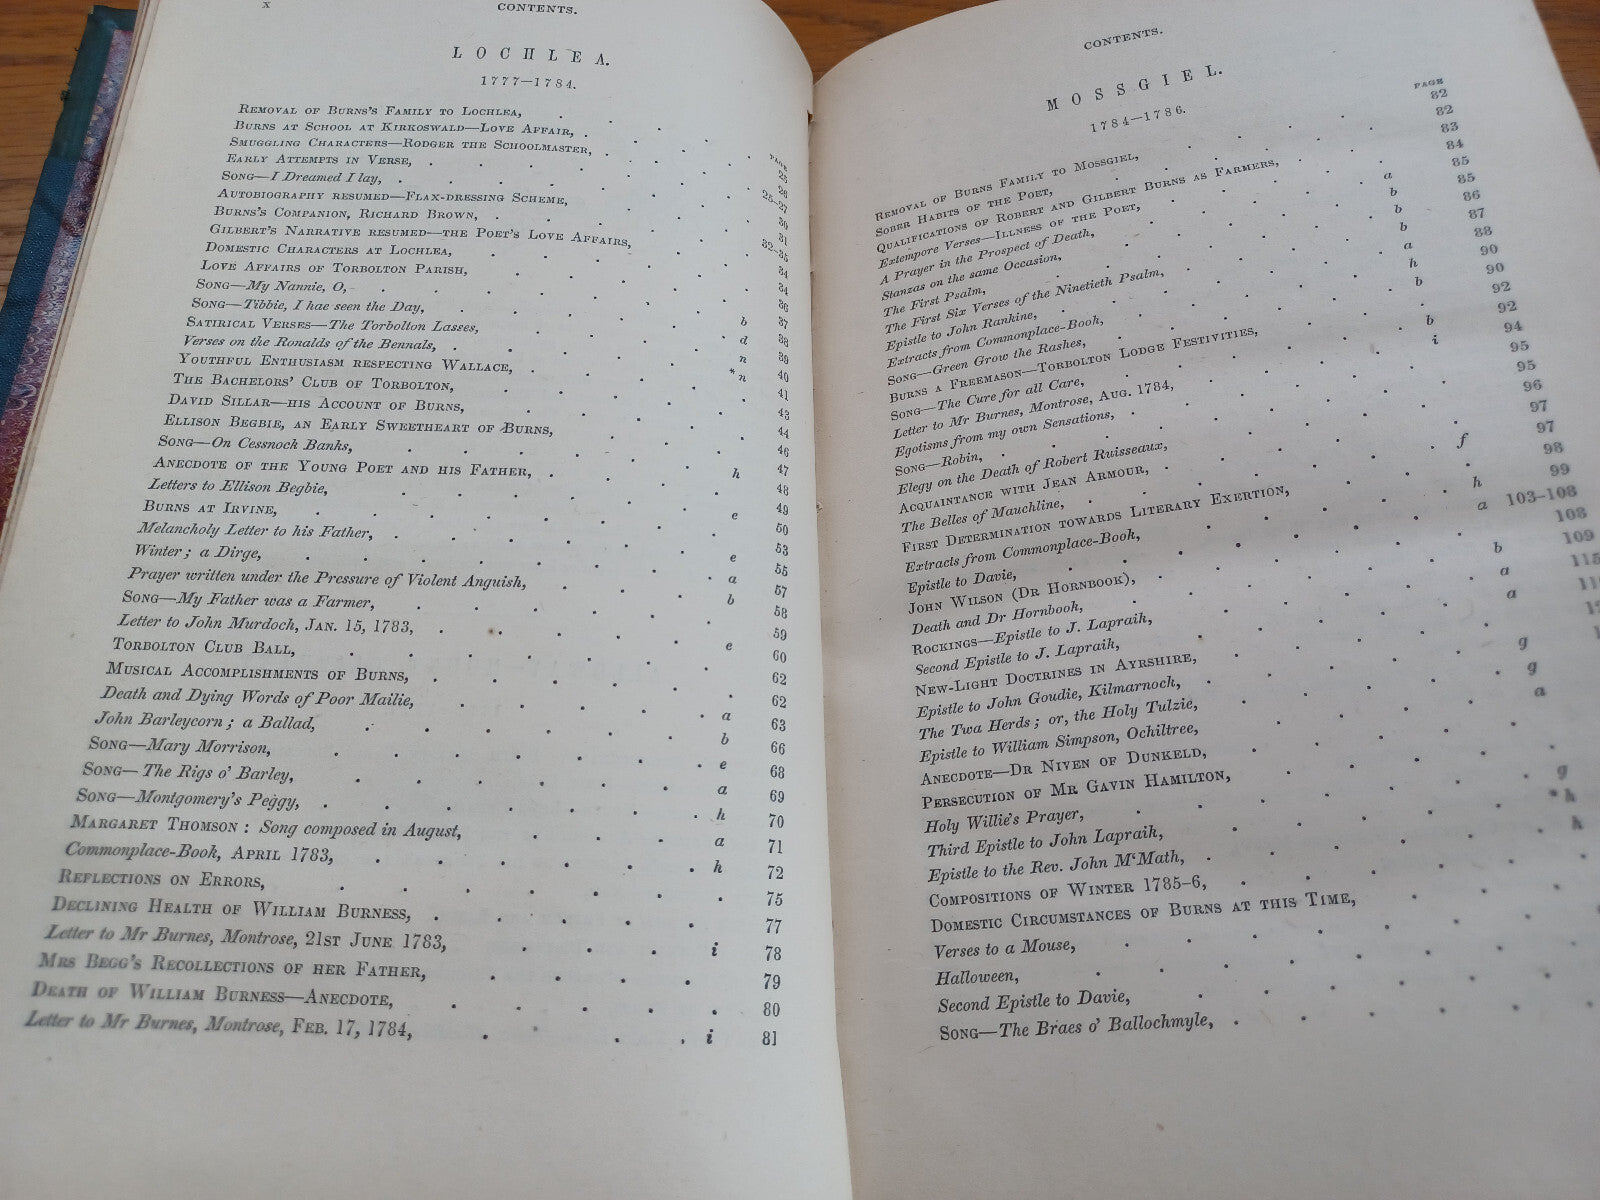 x
CONTENTS.
LOCHLEA.
1777—1784.
PAGE
REMOVAL OF BURNS'S FAMILY TO LOCHLEA, 25
BURNS AT SCHOOL AT KIRKOSWALD—LOVE AFFAIR, 26
SMUGGLING CHARACTERS—RODGER THE SCHOOLMASTER, 25-27
EARLY ATTEMPTS IN VERSE, 30
SONG—I Dreamed I lay, 31
AUTOBIOGRAPHY RESUMED—FLAX-DRESSING SCHEME, 32-35
BURNS'S COMPANION, RICHARD BROWN, 34
GILBERT'S NARRATIVE RESUMED—THE POET'S LOVE AFFAIRS, 34
DOMESTIC CHARACTERS AT LOCHLEA, 36
LOVE AFFAIRS OF TORBOLTON PARISH, 37
SONG—My Nannie, O, b 38
SONG—Tibbie, I hae seen the Day, d 39
SATIRICAL VERSES—The Torbolton Lasses, n 40
Verses on the Ronalds of the Bennals, *n 41
YOUTHFUL ENTHUSIASM RESPECTING WALLACE, 43
THE BACHELORS' CLUB OF TORBOLTON, 44
DAVID SILLAR—HIS ACCOUNT OF BURNS, 46
ELLISON BEGBIE, AN EARLY SWEETHEART OF BURNS, 47
SONG—On Cessnock Banks, h 48
ANECDOTE OF THE YOUNG POET AND HIS FATHER, 49
Letters to Ellison Begbie, e 50
BURNS AT IRVINE, 53
Melancholy Letter to his Father, e 55
Winter; a Dirge, a 57
Prayer written under the Pressure of Violent Anguish, b 58
SONG—My Father was a Farmer, 59
Letter to John Murdoch, JAN. 15, 1783, e 60
TORBOLTON CLUB BALL, 62
MUSICAL ACCOMPLISHMENTS OF BURNS, 62
Death and Dying Words of Poor Mailie, a 63
John Barleycorn; a Ballad, b 66
SONG—Mary Morrison, e 68
SONG—The Rigs o' Barley, a 69
SONG—Montgomery's Peggy, h 70
MARGARET THOMSON: Song composed in August, a 71
Commonplace-Book, APRIL 1783, h 72
REFLECTIONS ON ERRORS, 75
DECLINING HEALTH OF WILLIAM BURNESS, 77
Letter to Mr Burnes, Montrose, 21ST JUNE 1783, i 78
MRS BEGG'S RECOLLECTIONS OF HER FATHER, 79
DEATH OF WILLIAM BURNESS—ANECDOTE, 80
Letter to Mr Burnes, Montrose, FEB. 17, 1784, i 81
CONTENTS.
MOSSGIEL.
1784—1786.
PAGE
REMOVAL OF BURNS FAMILY TO MOSSGIEL, 82
SOBER HABITS OF THE POET, 82
QUALIFICATIONS OF ROBERT AND GILBERT BURNS AS FARMERS, 83
EXTEMPORE VERSES—ILLNESS OF THE POET, 84
A Prayer in the Prospect of Death, a 85
Stanzas on the same Occasion, b 85
The First Psalm, b 86
The First Six Verses of the Ninetieth Psalm, b 87
Epistle to John Rankine, a 88
Extracts from Commonplace-Book, h 90
SONG—Green Grow the Rashes, b 90
BURNS A FREEMASON—TORBOLTON LODGE FESTIVITIES, 92
SONG—The Cure for all Care, b 92
Letter to Mr Burnes, Montrose, AUG. 1784, i 94
Egotisms from my own Sensations, 95
SONG—Robin, 95
Elegy on the Death of Robert Ruisseaux, 96
ACQUAINTANCE WITH JEAN ARMOUR, 97
The Belles of Mauchline, f 97
FIRST DETERMINATION TOWARDS LITERARY EXERTION, 98
Extracts from Commonplace-Book, h 99
Epistle to Davie, a 103-108
JOHN WILSON (DR HORNBOOK), 108
Death and Dr Hornbook, b 109
ROCKINGS—Epistle to J. Lapraik, a 115
Second Epistle to J. Lapraik, a
NEW-LIGHT DOCTRINES IN AYRSHIRE,
Epistle to John Goudie, Kilmarnock, g
The Twa Herds; or, the Holy Tulzie, g
Epistle to William Simpson, Ochiltree, a
ANECDOTE—DR NIVEN OF DUNKELD,
PERSECUTION OF MR GAVIN HAMILTON,
Holy Willie's Prayer, g
Third Epistle to John Lapraik, *h
Epistle to the Rev. John M'Math, h
COMPOSITIONS OF WINTER 1785-6,
DOMESTIC CIRCUMSTANCES OF BURNS AT THIS TIME,
Verses to a Mouse,
Halloween,
Second Epistle to Davie,
SONG—The Braes o' Ballochmyle,